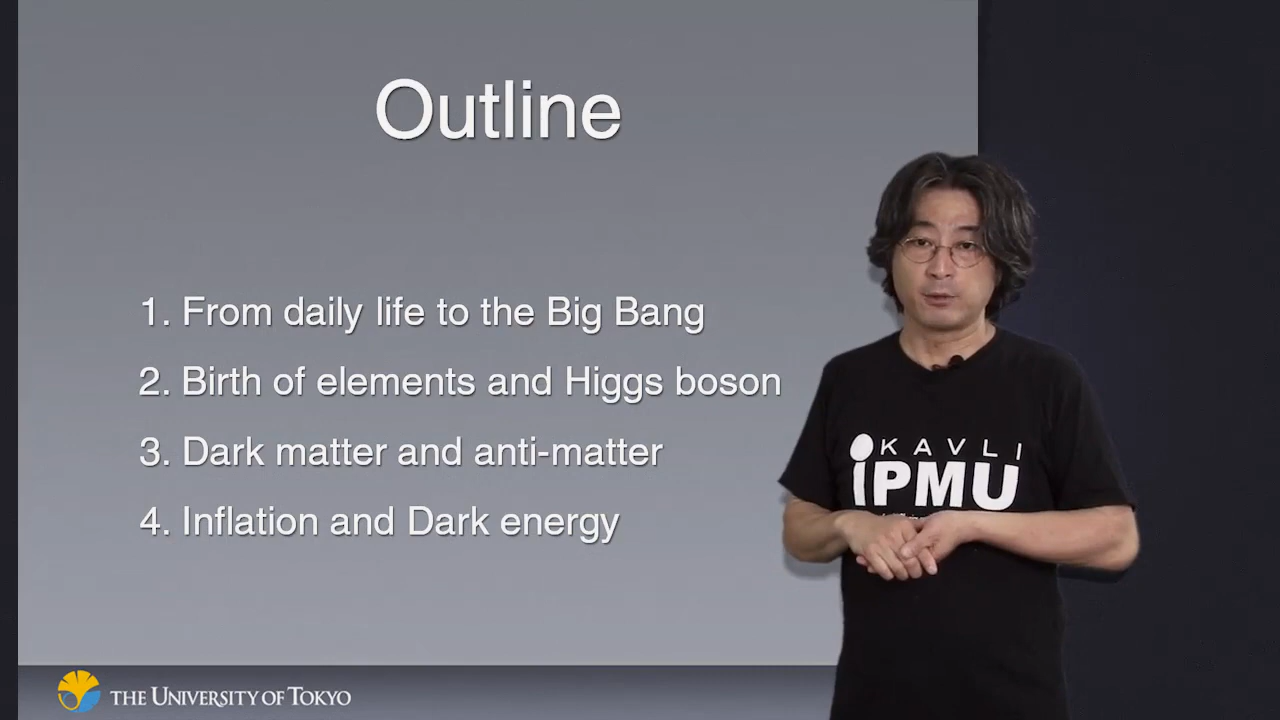 Outline
1. From daily life to the Big Bang
2. Birth of elements and Higgs boson
3. Dark matter and anti-matter
4. Inflation and Dark energy
KAVLI
iPMU
THE UNIVERSITY OF TOKYO